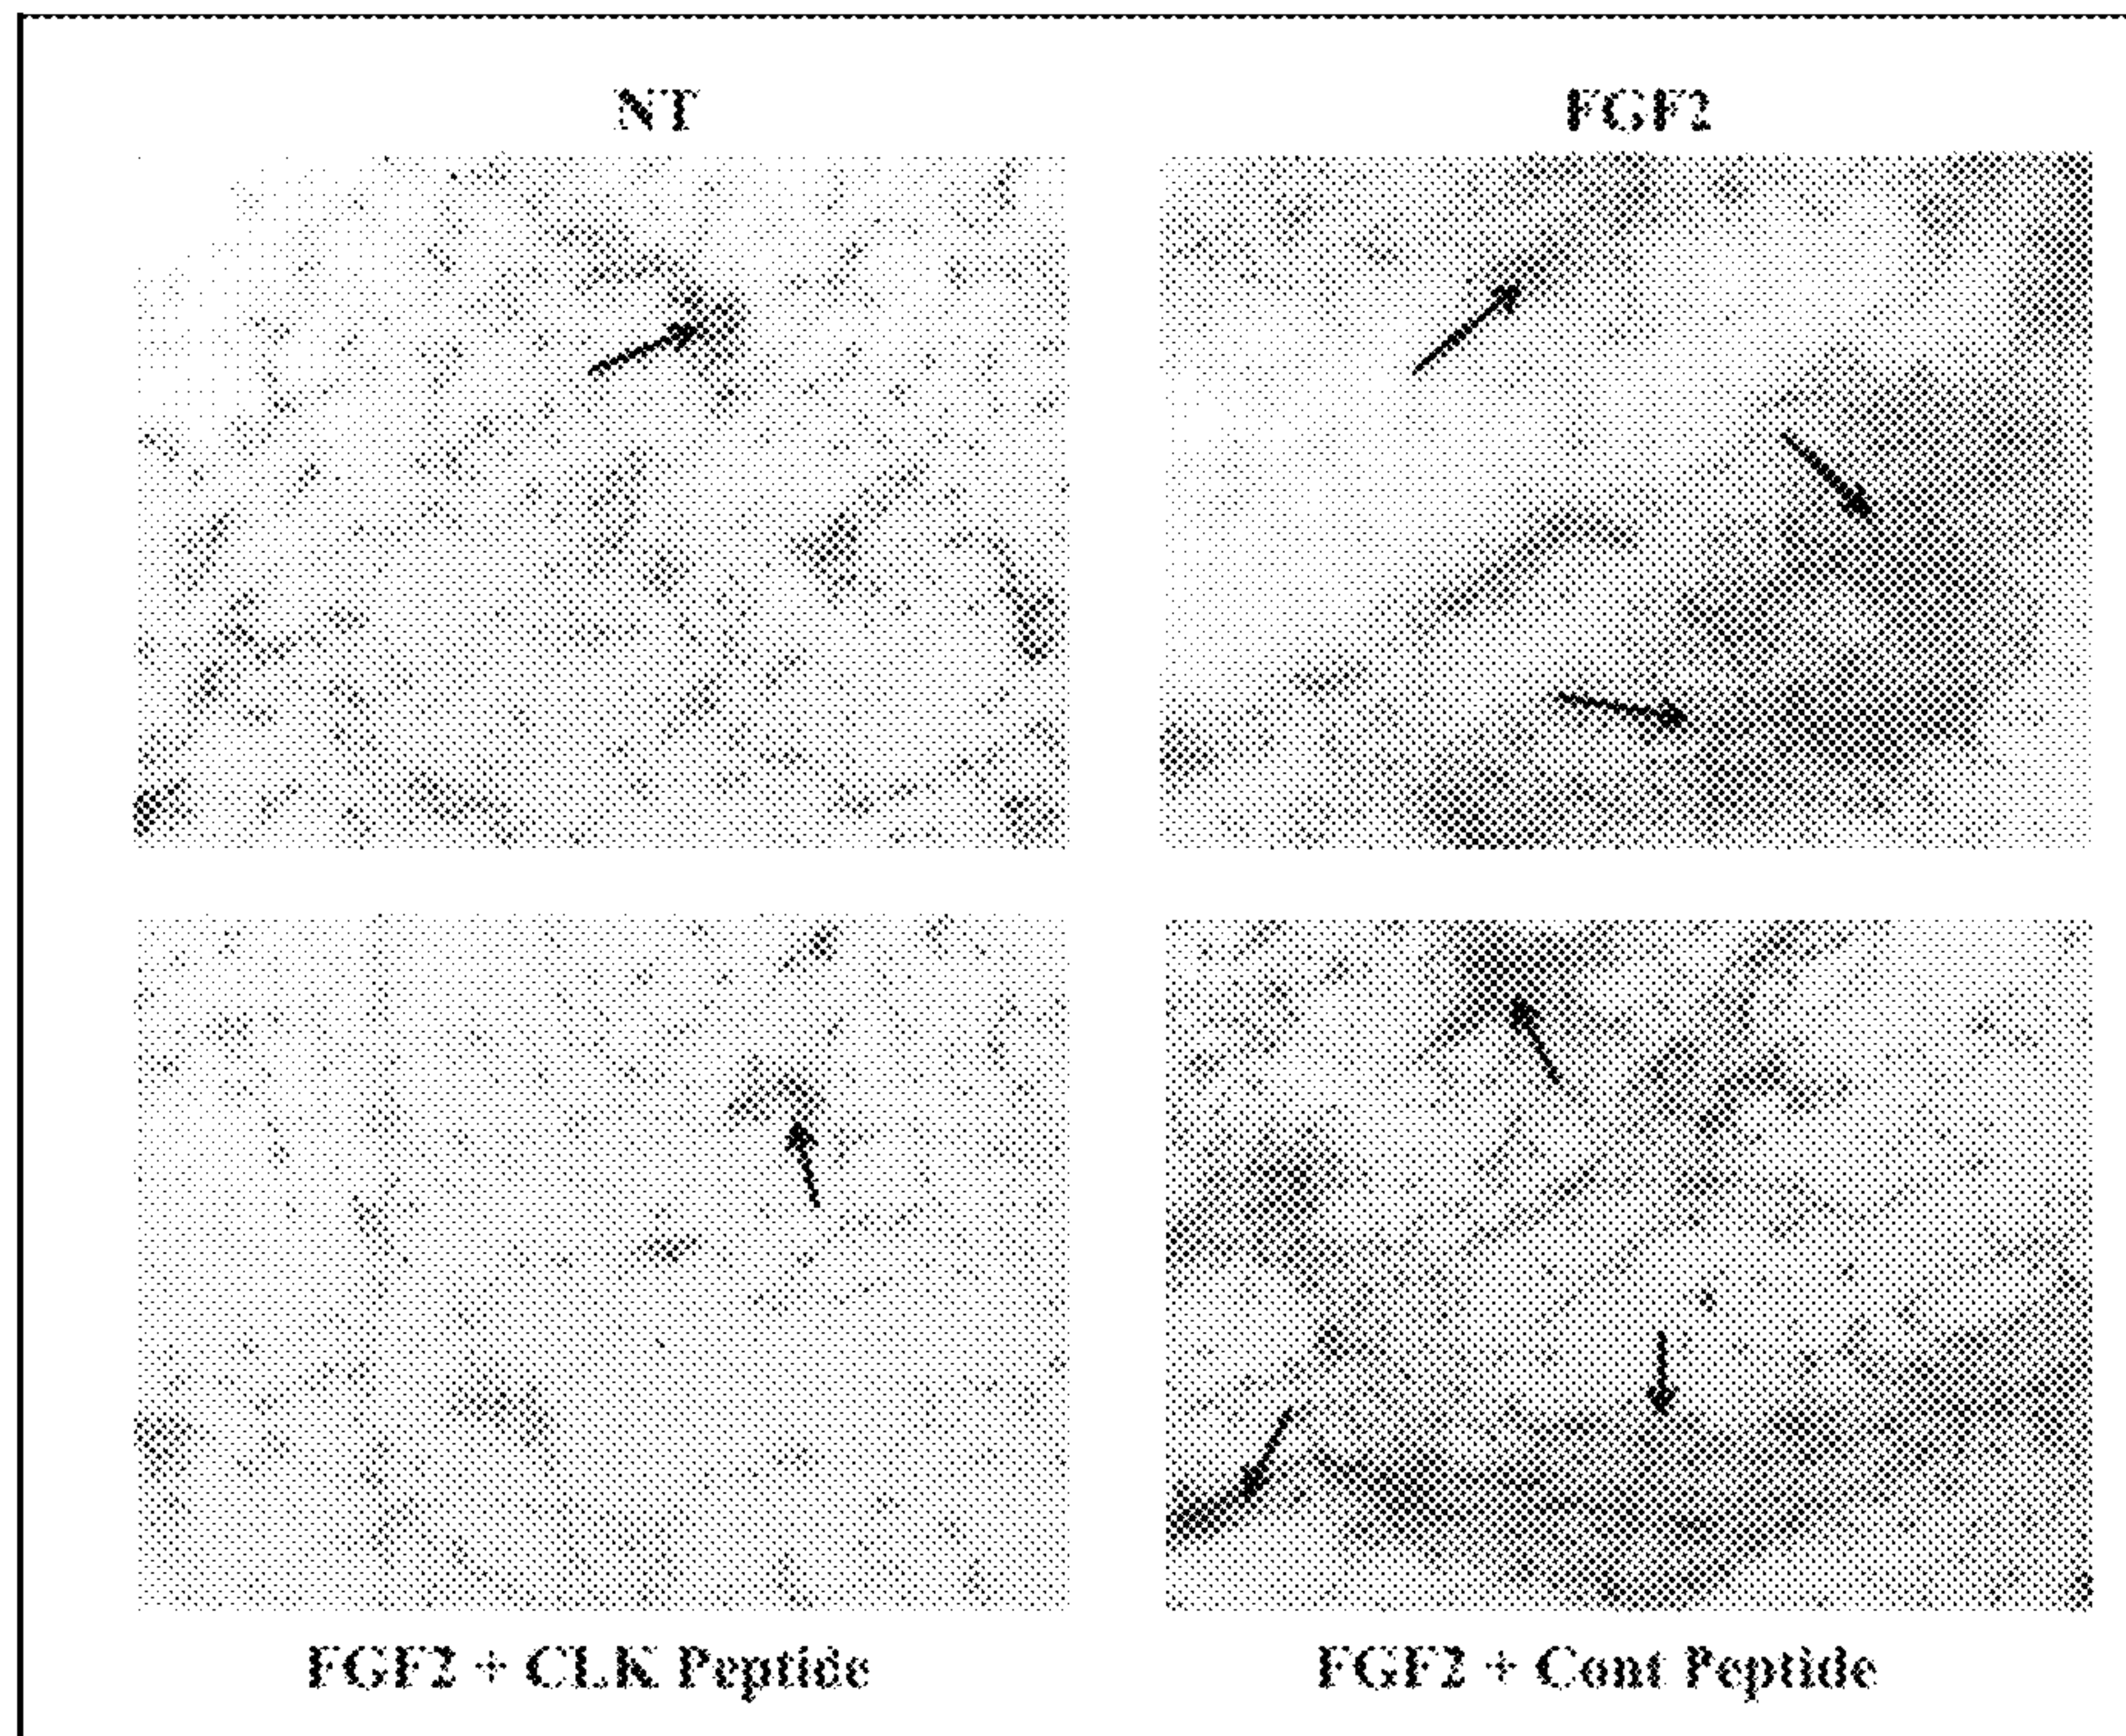 NT
FGF2
FGF2 + CLK Peptide
FGF2 + Cont Peptide